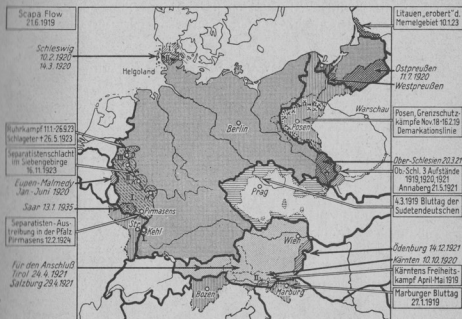 Scapa Flow
21.6.1919
Schleswig
10.2.1920
14.3.1920
Helgoland
Ruhrkampf 11.1.-26.9.23
Schlageter † 26.5.1923
Separatistenschlacht
im Siebengebirge
16.11.1923
Eupen-Malmedy
Jan-Juni 1920
Saar 13.1.1935
Separatisten-Aus-
treibung in der Pfalz
Pirmasens 12.2.1924
Für den Anschluß
Tirol 24.4.1921
Salzburg 29.4.1921
Berlin
Posen
Warschau
Prag
Pirmasens
Kehl
Wien
Bozen
Marburg
Litauen „erobert" d.
Memelgebiet 10.1.23
Ostpreußen
11.7.1920
Westpreußen
Posen, Grenzschutz-
kämpfe Nov.18-16.2.19
Demarkationslinie
Ober-Schlesien 20.3.21
Ob.-Schl. 3 Aufstände
1919, 1920, 1921
Annaberg 21.5.1921
4.3.1919 Bluttag der
Sudetendeutschen
Ödenburg 14.12.1921
Kärnten 10.10.1920
Kärntens Freiheits-
kampf April-Mai 1919
Marburger Bluttag
27.1.1919